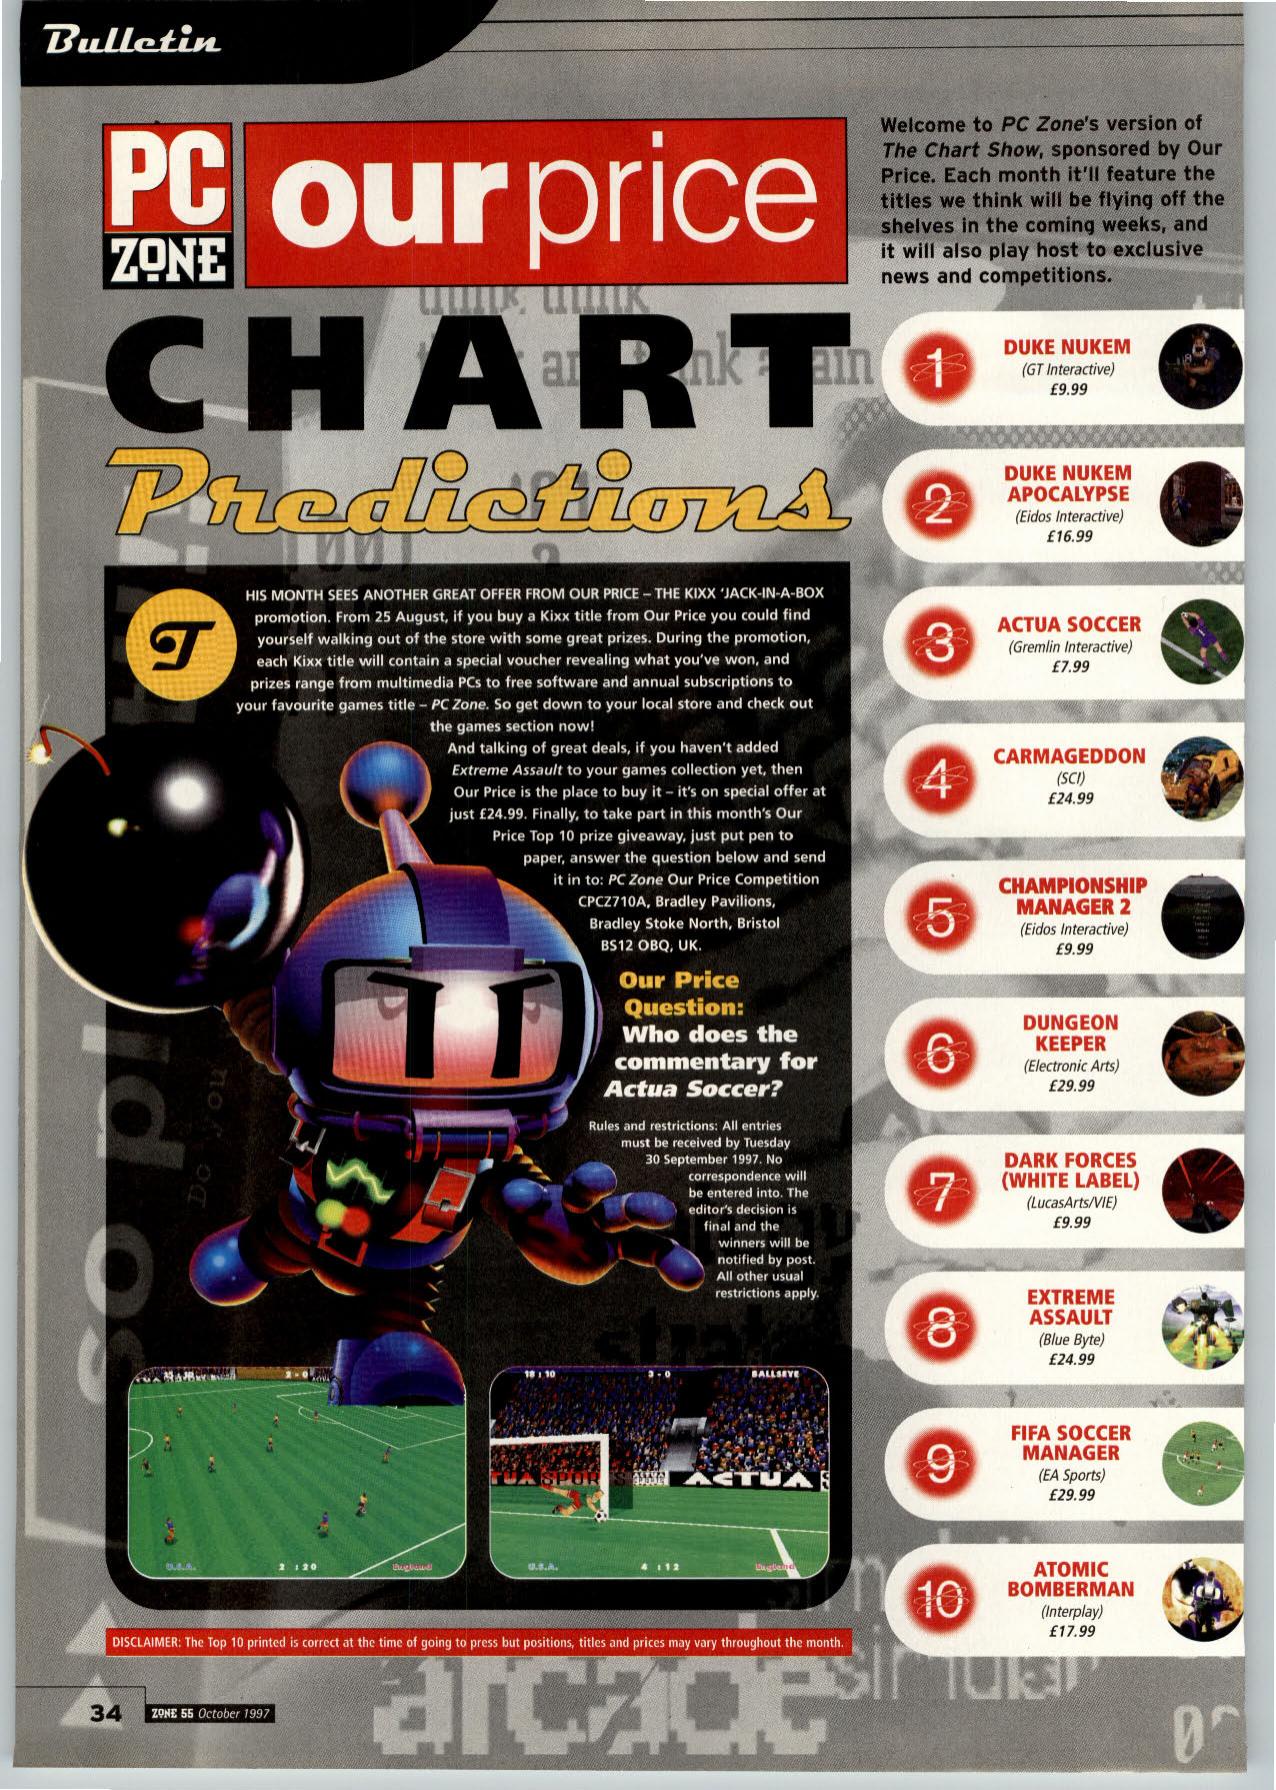 Bulletin
PC
ZONE
ourprice
Welcome to PC Zone's version of
The Chart Show, sponsored by Our
Price. Each month it'll feature the
titles we think will be flying off the
shelves in the coming weeks, and
it will also play host to exclusive
news and competitions.
CHART
Predictions
THIS MONTH SEES ANOTHER GREAT OFFER FROM OUR PRICE – THE KIXX 'JACK-IN-A-BOX
promotion. From 25 August, if you buy a Kixx title from Our Price you could find
yourself walking out of the store with some great prizes. During the promotion,
each Kixx title will contain a special voucher revealing what you've won, and
prizes range from multimedia PCs to free software and annual subscriptions to
your favourite games title – PC Zone. So get down to your local store and check out
the games section now!
And talking of great deals, if you haven't added
Extreme Assault to your games collection yet, then
Our Price is the place to buy it – it's on special offer at
just £24.99. Finally, to take part in this month's Our
Price Top 10 prize giveaway, just put pen to
paper, answer the question below and send
it in to: PC Zone Our Price Competition
CPCZ710A, Bradley Pavilions,
Bradley Stoke North, Bristol
BS12 OBQ, UK.
Our Price
Question:
Who does the
commentary for
Actua Soccer?
Rules and restrictions: All entries
must be received by Tuesday
30 September 1997. No
correspondence will
be entered into. The
editor's decision is
final and the
winners will be
notified by post.
All other usual
restrictions apply.
2 - 0
U.S.A. 2 : 20 England
18 : 10 3 - 0 BALLSEYE
TUA SPORTS ACTUA
U.S.A. 4 : 12 England
DISCLAIMER: The Top 10 printed is correct at the time of going to press but positions, titles and prices may vary throughout the month.
1
DUKE NUKEM
(GT Interactive)
£9.99
2
DUKE NUKEM
APOCALYPSE
(Eidos Interactive)
£16.99
3
ACTUA SOCCER
(Gremlin Interactive)
£7.99
4
CARMAGEDDON
(SCI)
£24.99
5
CHAMPIONSHIP
MANAGER 2
(Eidos Interactive)
£9.99
6
DUNGEON
KEEPER
(Electronic Arts)
£29.99
7
DARK FORCES
(WHITE LABEL)
(LucasArts/VIE)
£9.99
8
EXTREME
ASSAULT
(Blue Byte)
£24.99
9
FIFA SOCCER
MANAGER
(EA Sports)
£29.99
10
ATOMIC
BOMBERMAN
(Interplay)
£17.99
arcade
34
ZONE 55 October 1997